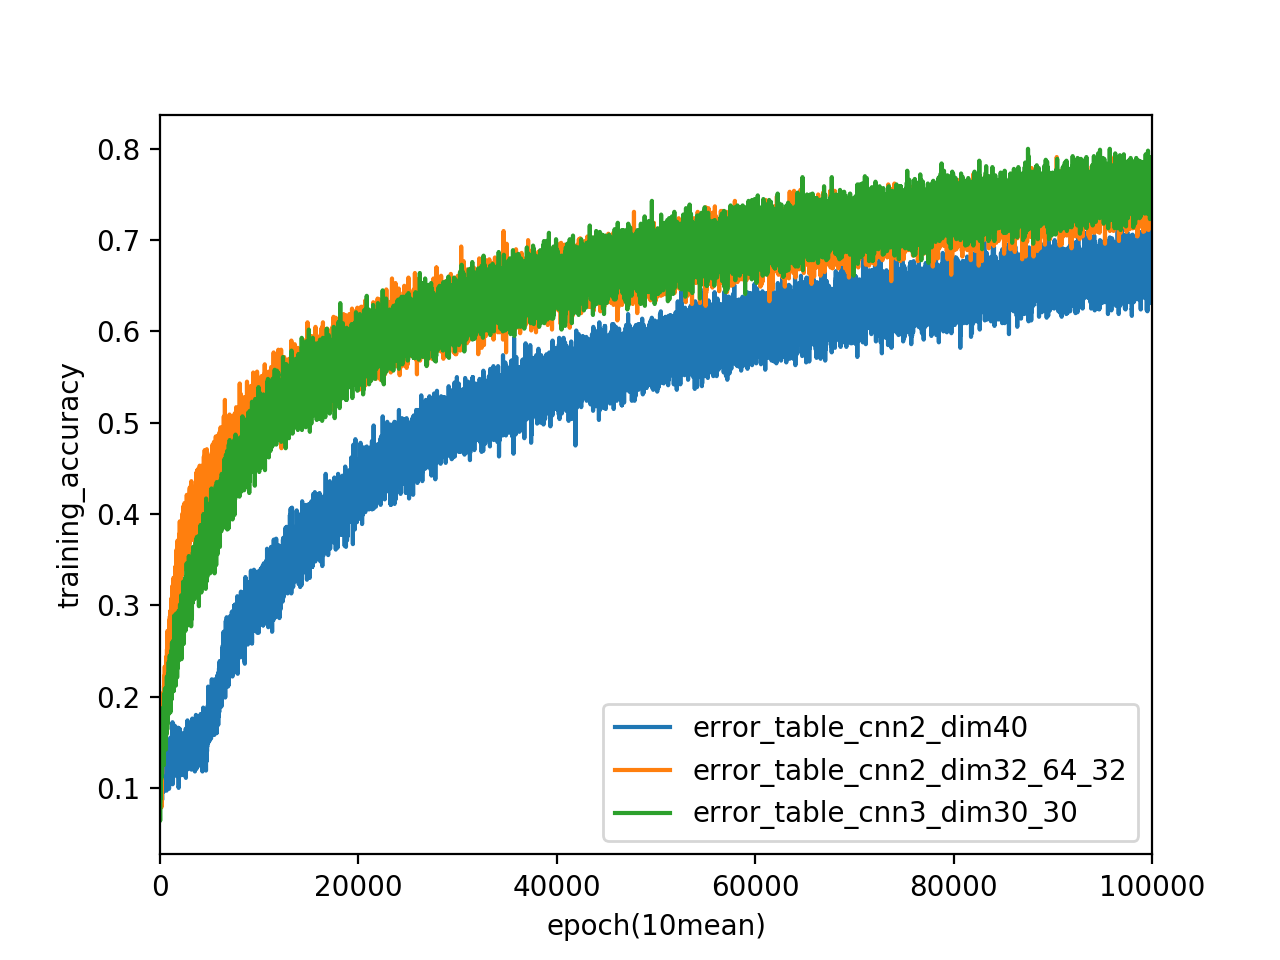 0.8
0.7
0.6
0.5
0.4
0.3
0.2
0.1
training_accuracy
error_table_cnn2_dim40
error_table_cnn2_dim32_64_32
error_table_cnn3_dim30_30
0 20000 40000 60000 80000 100000
epoch(10mean)